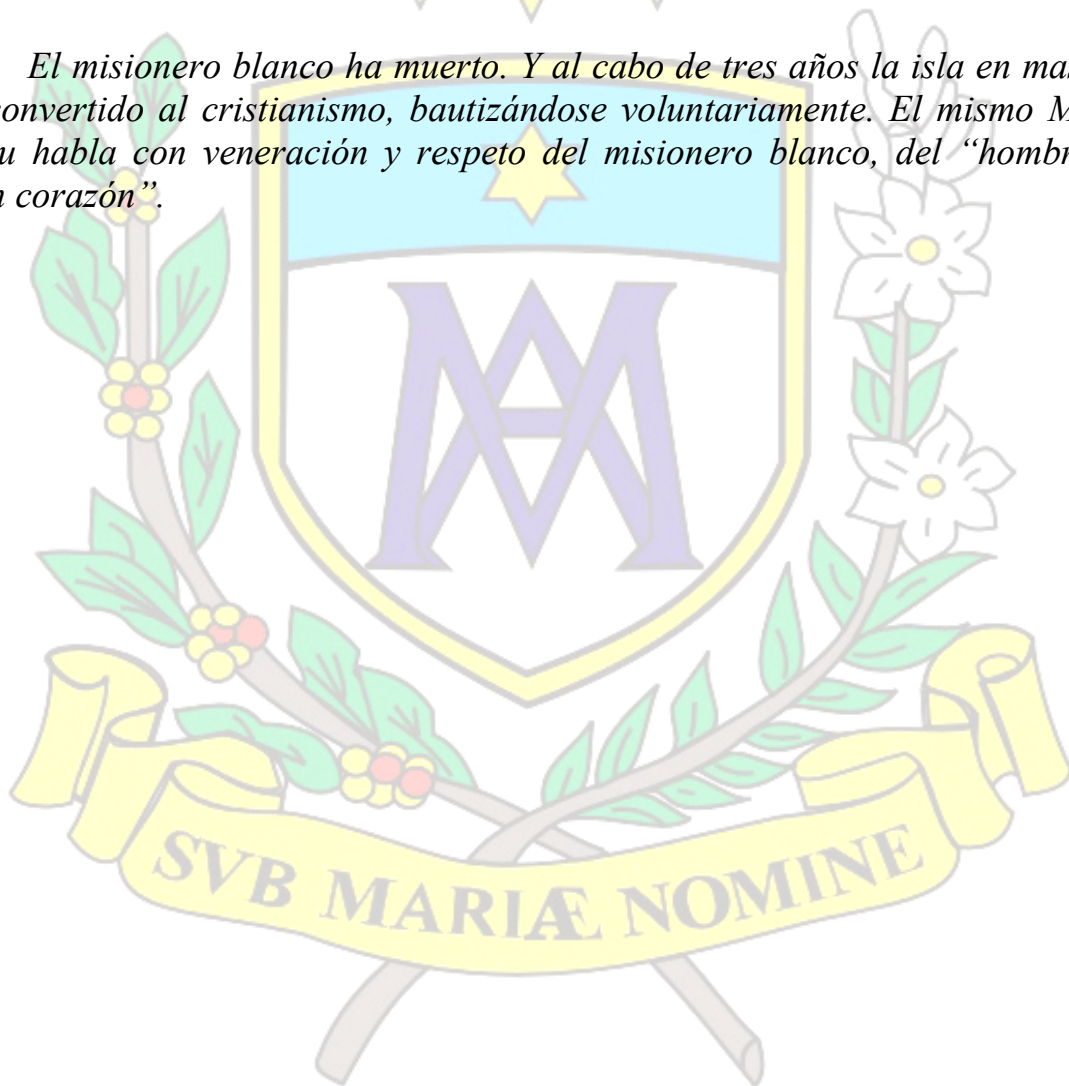 El misionero blanco ha muerto. Y al cabo de tres años la isla en
convertido al cristianismo, bautizándose voluntariamente. El mismo
habla con veneración y respeto del misionero blanco, del
corazón”.
SVB MARIÆ NOMINE